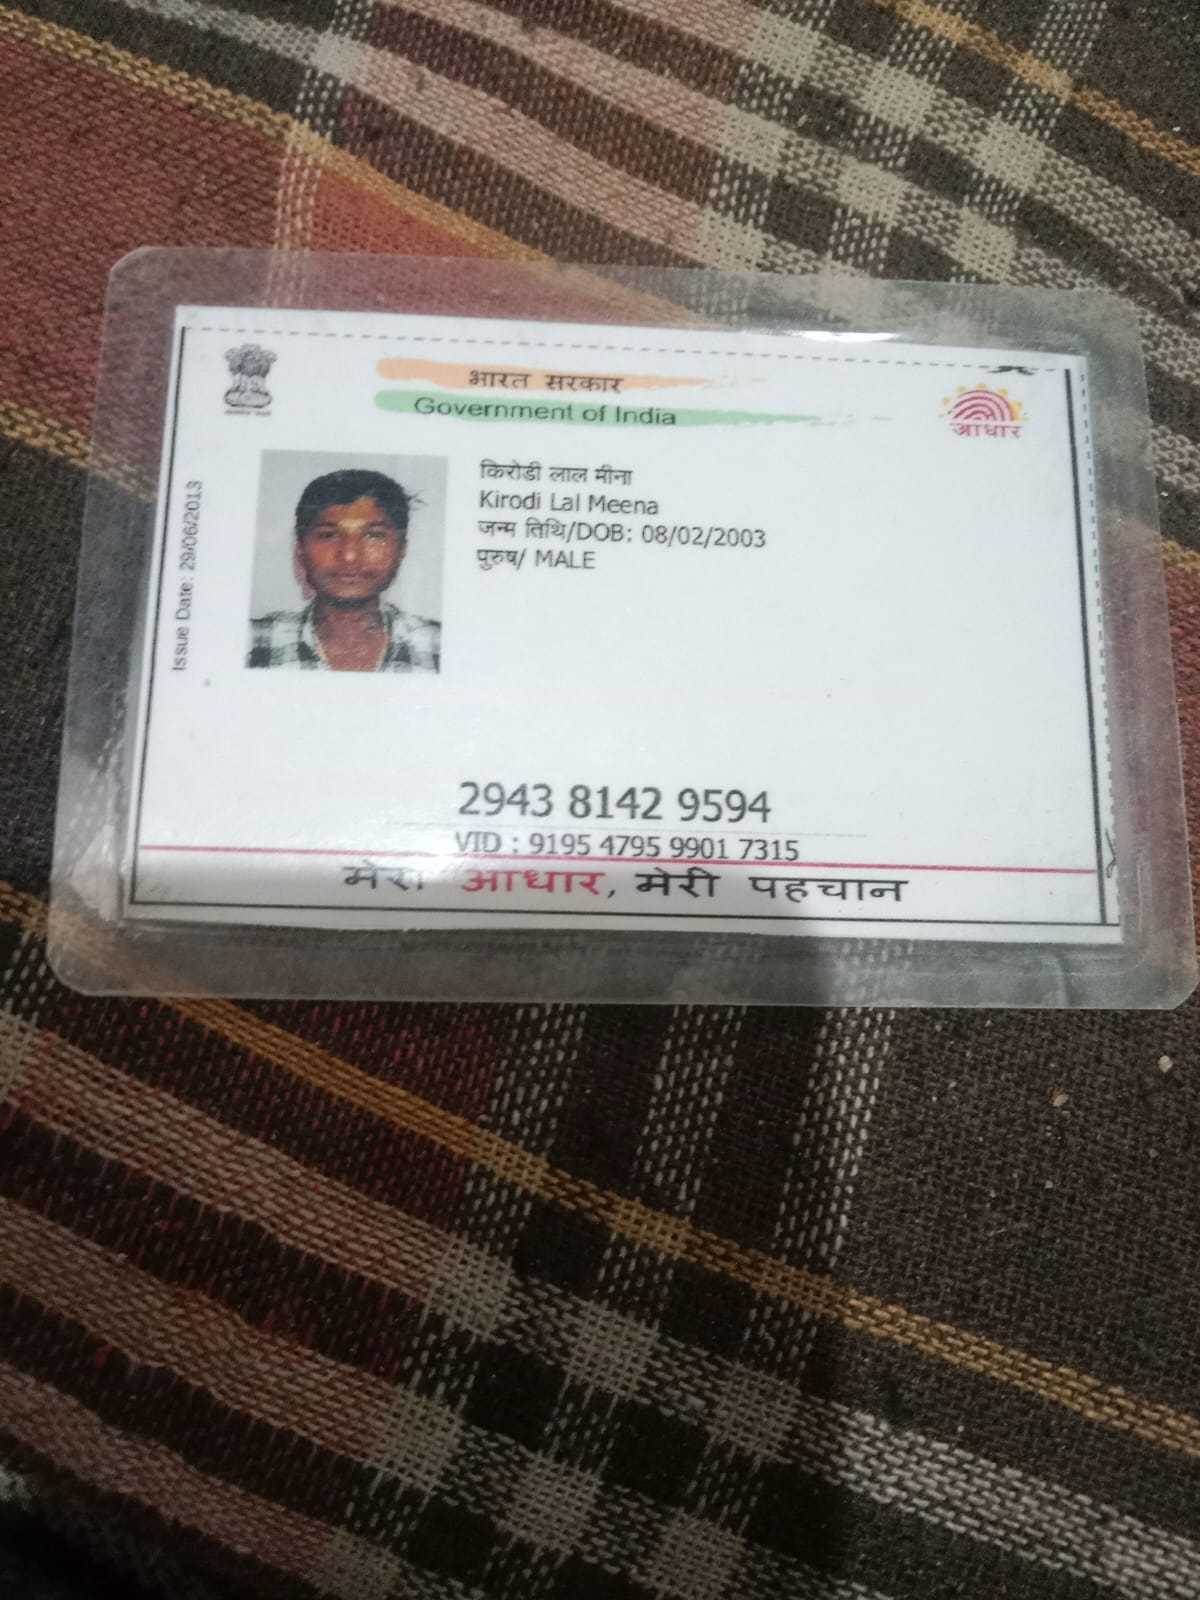 भारत सरकार
Government of India
आधार
Issue Date: 29/06/2013
किरोडी लाल मीना
Kirodi Lal Meena
जन्म तिथि/DOB: 08/02/2003
पुरुष/ MALE
2943 8142 9594
VID : 9195 4795 9901 7315
मेरा आधार, मेरी पहचान